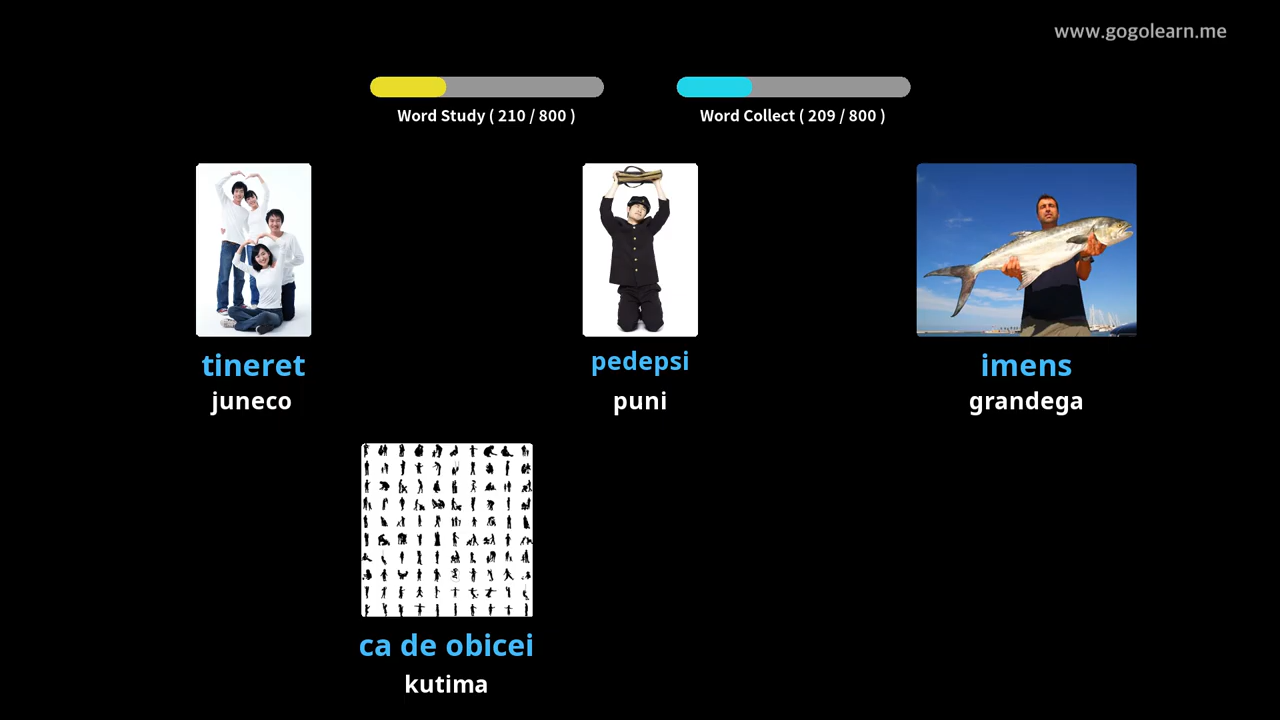 www.gogolearn.me
Word Study ( 210 / 800 )
Word Collect ( 209 / 800 )
tineret
juneco
pedepsi
puni
imens
grandega
ca de obicei
kutima